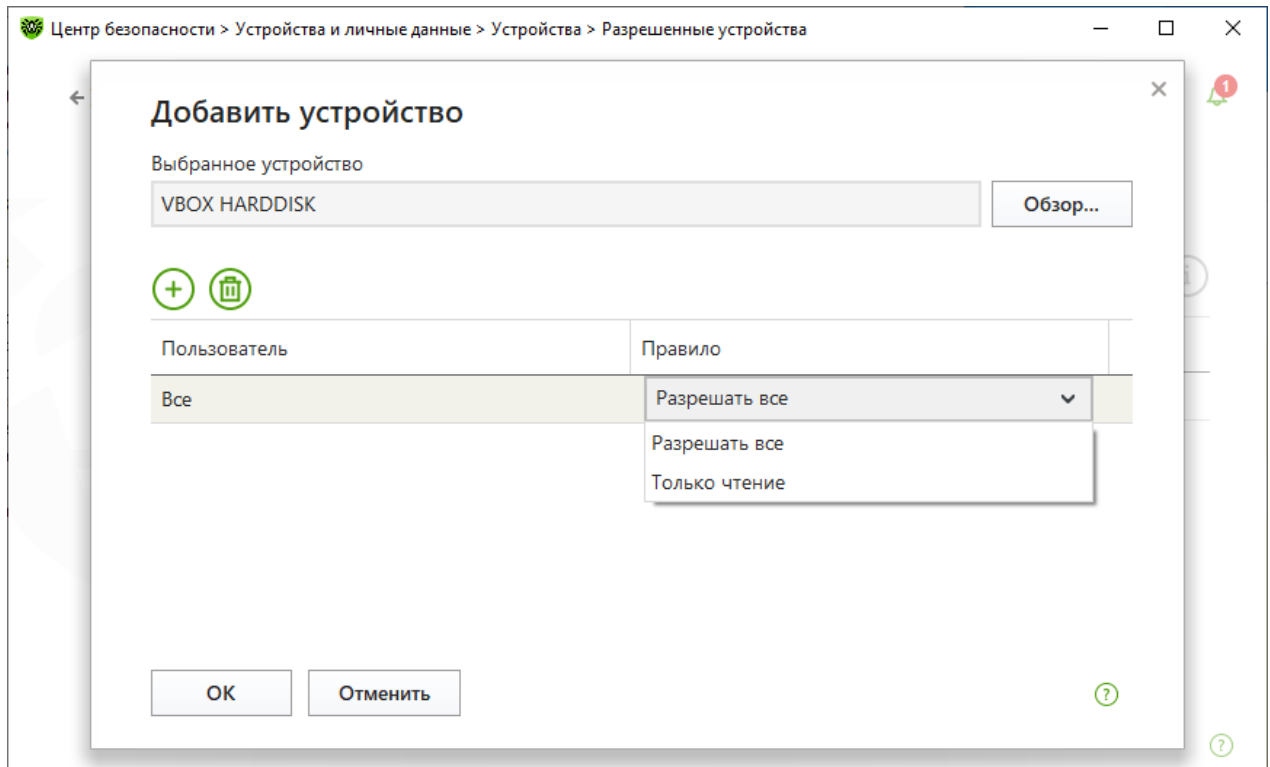 Центр безопасности > Устройства и личные данные > Устройства > Разрешенные устройства
1
Добавить устройство
Выбранное устройство
VBOX HARDDISK Обзор...
Пользователь Правило
Все Разрешать все
Разрешать все
Только чтение
ОК Отменить ?
?